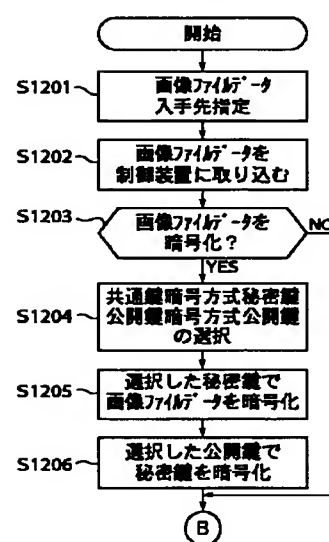 開始
S1201
画像ファイルデータ
入手先指定
S1202
画像ファイルデータを
制御装置に取り込む
S1203
画像ファイルデータを
暗号化?
NO
YES
S1204
共通鍵暗号方式秘密鍵
公開鍵暗号方式公開鍵
の選択
S1205
選択した秘密鍵で
画像ファイルデータを暗号化
S1206
選択した公開鍵で
秘密鍵を暗号化
B